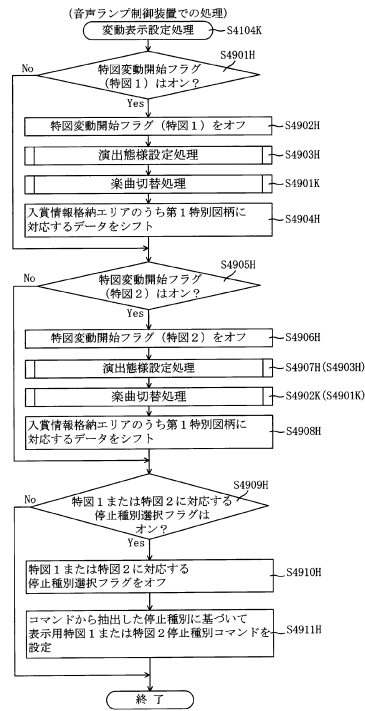 (音声ランプ制御装置での処理)
変動表示設定処理 S4104K
S4901H
No
特図変動開始フラグ
(特図1)はオン?
Yes
特図変動開始フラグ(特図1)をオフ S4902H
演出態様設定処理 S4903H
楽曲切替処理 S4901K
入賞情報格納エリアのうち第1特別図柄に
対応するデータをシフト S4904H
S4905H
No
特図変動開始フラグ
(特図2)はオン?
Yes
特図変動開始フラグ(特図2)をオフ S4906H
演出態様設定処理 S4907H(S4903H)
楽曲切替処理 S4902K(S4901K)
入賞情報格納エリアのうち第1特別図柄に
対応するデータをシフト S4908H
S4909H
No
特図1または特図2に対応する
停止種別選択フラグは
オン?
Yes
特図1または特図2に対応する
停止種別選択フラグをオフ S4910H
コマンドから抽出した停止種別に基づいて
表示用特図1または特図2停止種別コマンドを
設定 S4911H
終了